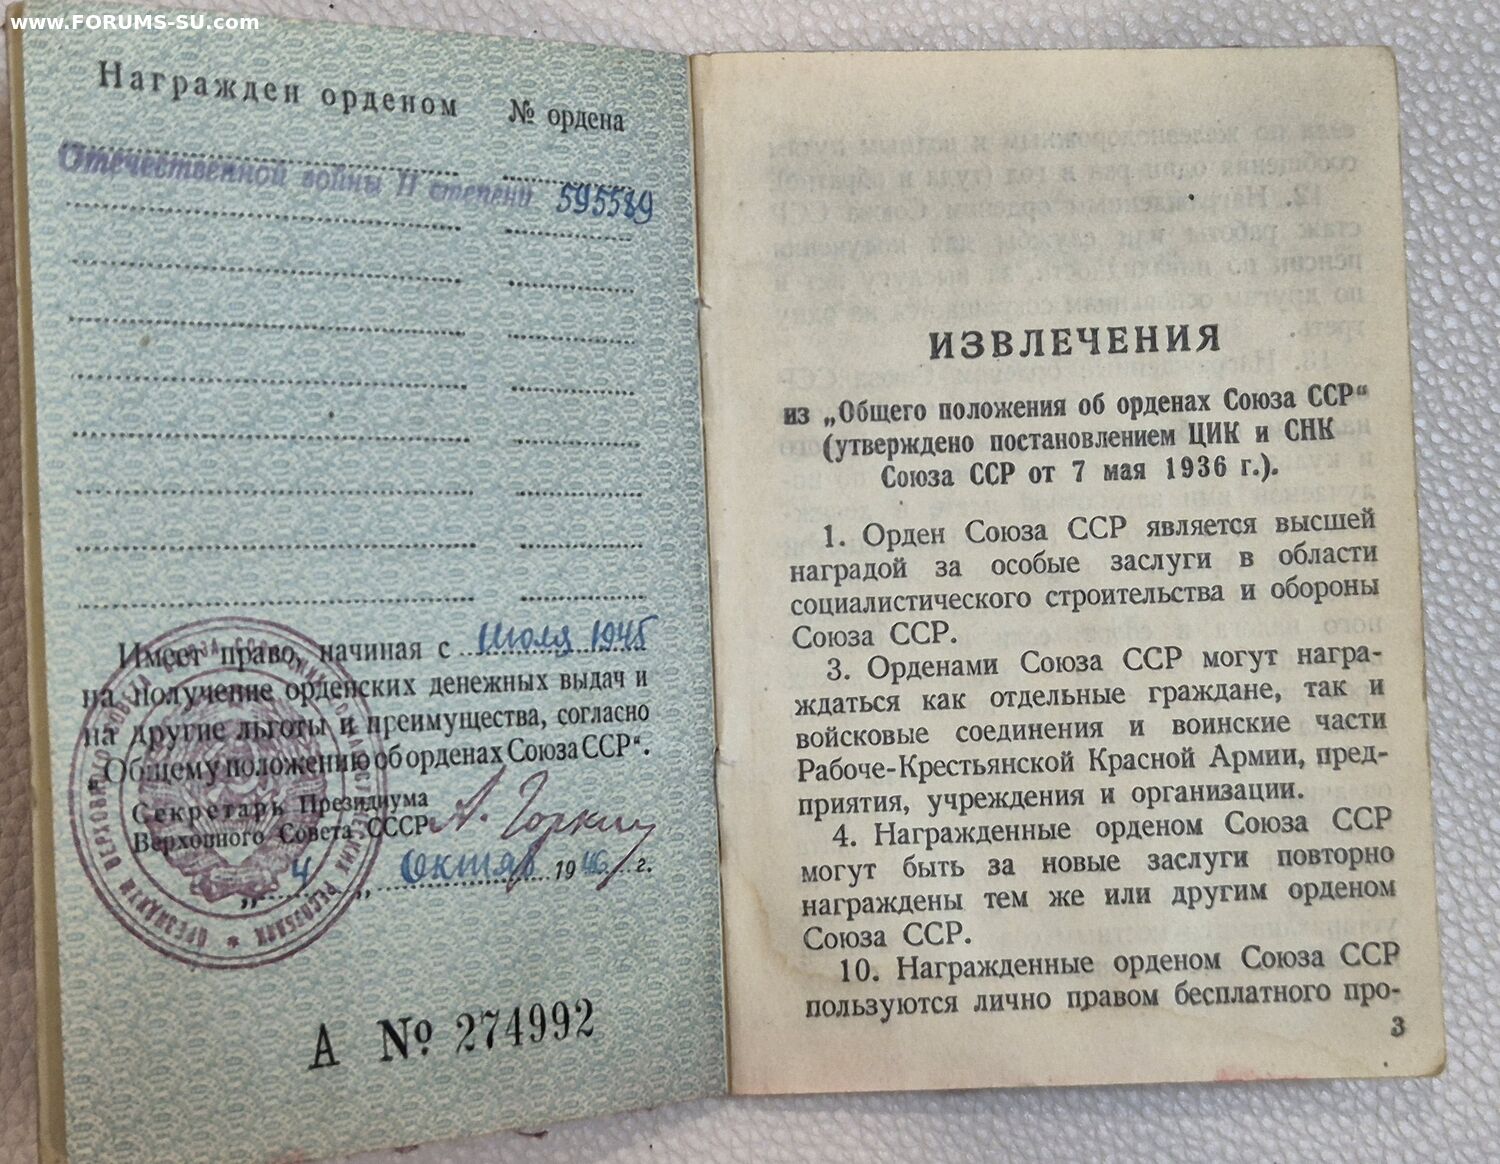 www.FORUMS-SU.com
Награжден орденом № ордена
Отечественной войны II степени 595589
Имеет право, начиная с Июля 1945
на получение орденских денежных выдач и
на другие льготы и преимущества, согласно
„Общему положению об орденах Союза ССР“.
Секретарь Президиума
Верховного Совета СССР А. Горкин
„4„ Октяб 1946 г.
А № 274992
ИЗВЛЕЧЕНИЯ
из „Общего положения об орденах Союза ССР“
(утверждено постановлением ЦИК и СНК
Союза ССР от 7 мая 1936 г.).
1. Орден Союза ССР является высшей
наградой за особые заслуги в области
социалистического строительства и обороны
Союза ССР.
3. Орденами Союза ССР могут награ-
ждаться как отдельные граждане, так и
войсковые соединения и воинские части
Рабоче-Крестьянской Красной Армии, пред-
приятия, учреждения и организации.
4. Награжденные орденом Союза ССР
могут быть за новые заслуги повторно
награждены тем же или другим орденом
Союза ССР.
10. Награжденные орденом Союза ССР
пользуются лично правом бесплатного про-
3